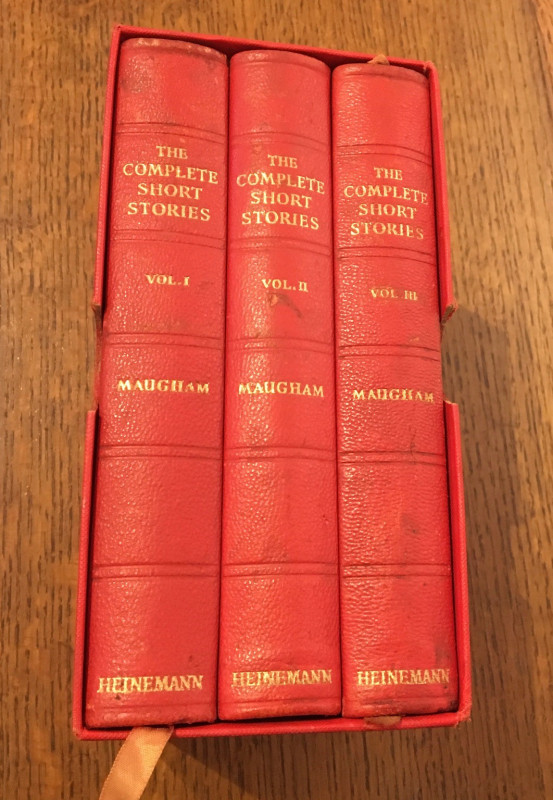 THE
COMPLETE
SHORT
STORIES
VOL. I
MAUGHAM
HEINEMANN
THE
COMPLETE
SHORT
STORIES
VOL. II
MAUGHAM
HEINEMANN
THE
COMPLETE
SHORT
STORIES
VOL. III
MAUGHAM
HEINEMANN